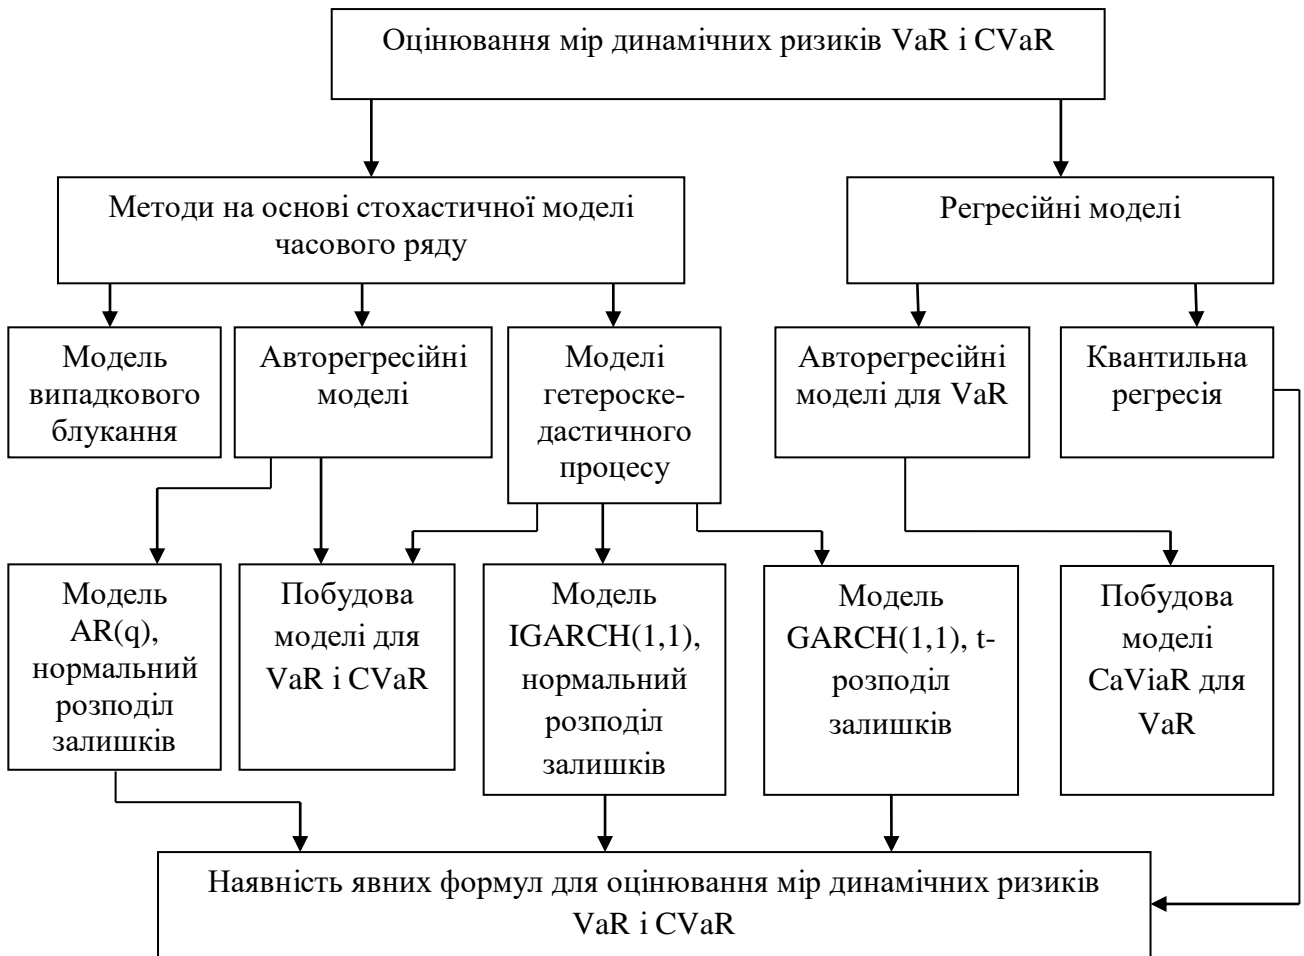 Оцінювання мір динамічних ризиків VaR і CVaR
Методи на основі стохастичної моделі
часового ряду
Регресійні моделі
Модель
випадкового
блукання
Авторегресійні
моделі
Моделі
гетероске-
дастичного
процесу
Авторегресійні
моделі для VaR
Квантильна
регресія
Модель
AR(q),
нормальний
розподіл
залишків
Побудова
моделі для
VaR і CVaR
Модель
IGARCH(1,1),
нормальний
розподіл
залишків
Модель
GARCH(1,1), t-
розподіл
залишків
Побудова
моделі
CaViaR для
VaR
Наявність явних формул для оцінювання мір динамічних ризиків
VaR і CVaR